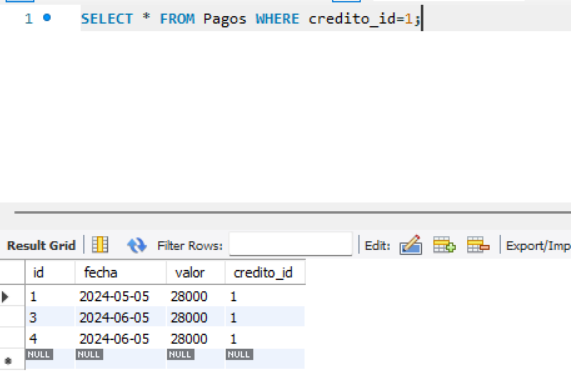 1 SELECT * FROM Pagos WHERE credito_id=1;
Result Grid Filter Rows: Edit: Export/Imp
id fecha valor credito_id
1 2024-05-05 28000 1
3 2024-06-05 28000 1
4 2024-06-05 28000 1
NULL NULL NULL NULL